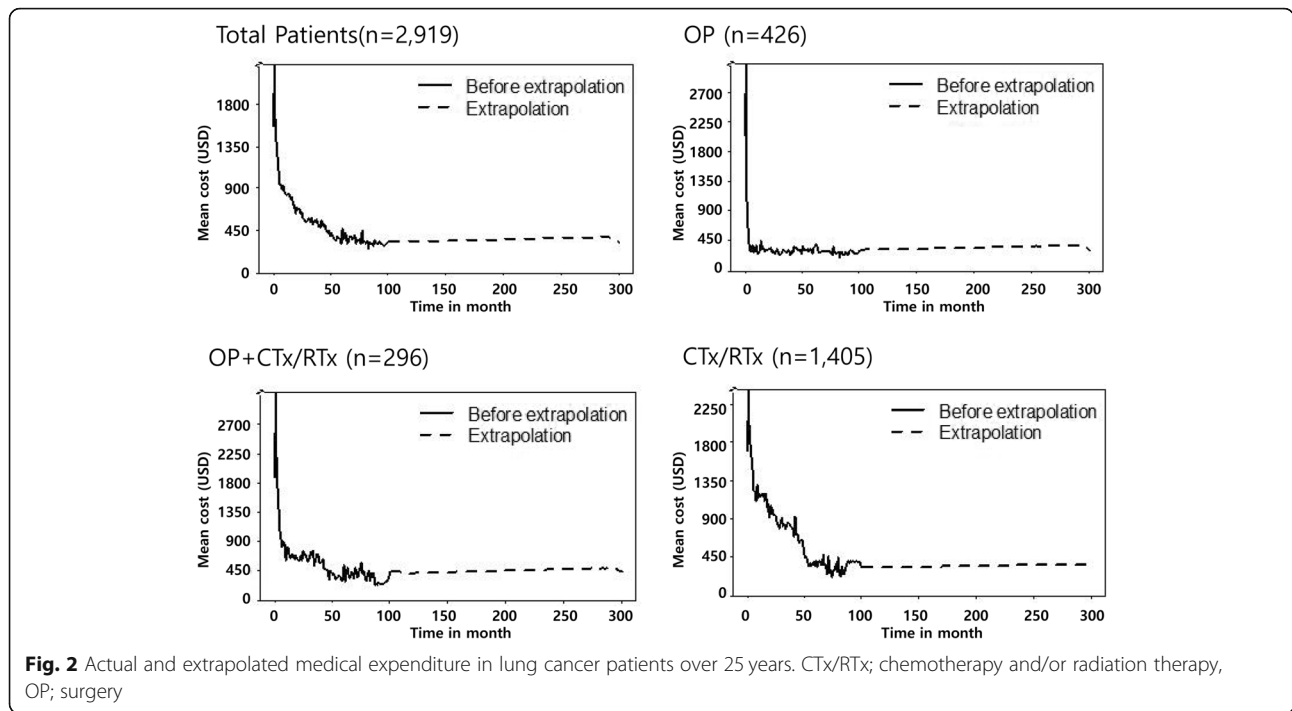 Total Patients(n=2,919)
Mean cost (USD)
1800
1350
900
450
0
Before extrapolation
Extrapolation
0 50 100 150 200 250 300
Time in month
OP (n=426)
Mean cost (USD)
2700
2250
1800
1350
900
450
0
Before extrapolation
Extrapolation
0 50 100 150 200 250 300
Time in month
OP+CTx/RTx (n=296)
Mean cost (USD)
2700
2250
1800
1350
900
450
0
Before extrapolation
Extrapolation
0 50 100 150 200 250 300
Time in month
CTx/RTx (n=1,405)
Mean cost (USD)
2250
1800
1350
900
450
0
Before extrapolation
Extrapolation
0 50 100 150 200 250 300
Time in month
Fig. 2 Actual and extrapolated medical expenditure in lung cancer patients over 25 years. CTx/RTx; chemotherapy and/or radiation therapy,
OP; surgery